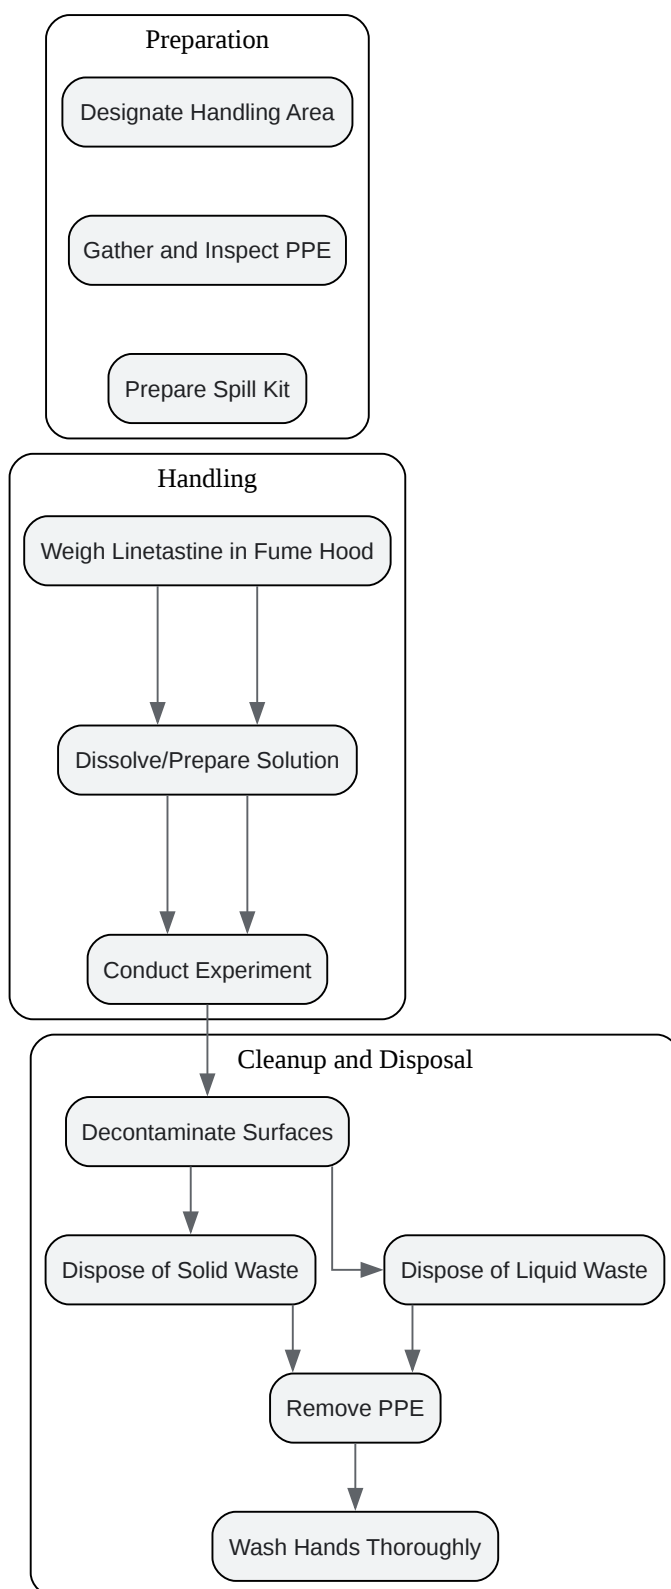 Preparation
Designate Handling Area
Gather and Inspect PPE
Prepare Spill Kit
Handling
Weigh Linetastine in Fume Hood
Dissolve/Prepare Solution
Conduct Experiment
Cleanup and Disposal
Decontaminate Surfaces
Dispose of Solid Waste
Dispose of Liquid Waste
Remove PPE
Wash Hands Thoroughly